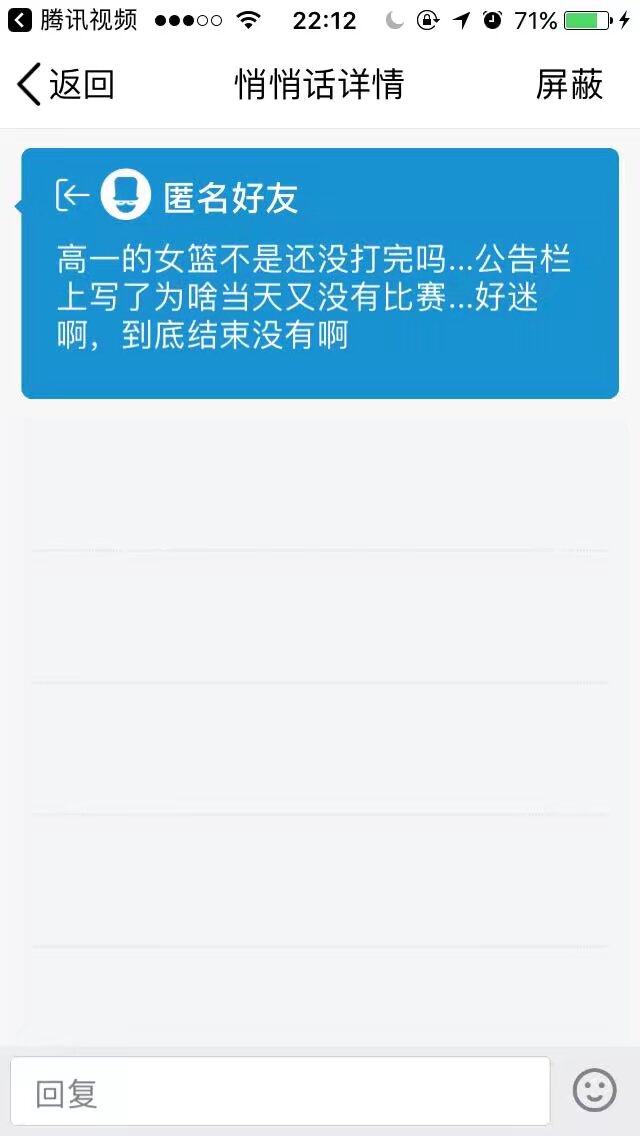 腾讯视频 22:12 71%
返回 悄悄话详情 屏蔽
匿名好友
高一的女篮不是还没打完吗...公告栏
上写了为啥当天又没有比赛...好迷
啊，到底结束没有啊
回复